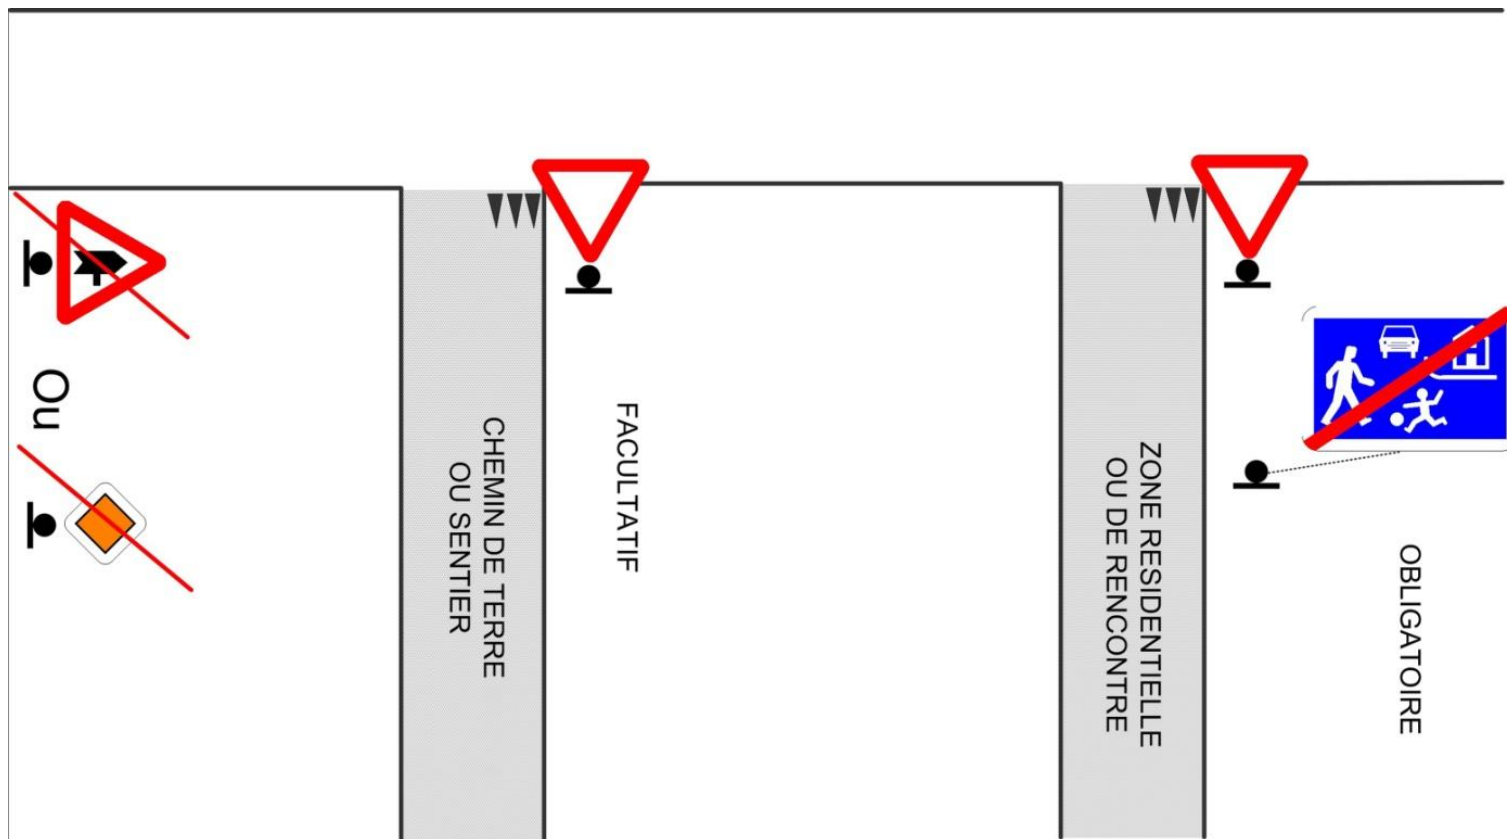 Ou
CHEMIN DE TERRE
OU SENTIER
FACULTATIF
ZONE RESIDENTIELLE
OU DE RENCONTRE
OBLIGATOIRE